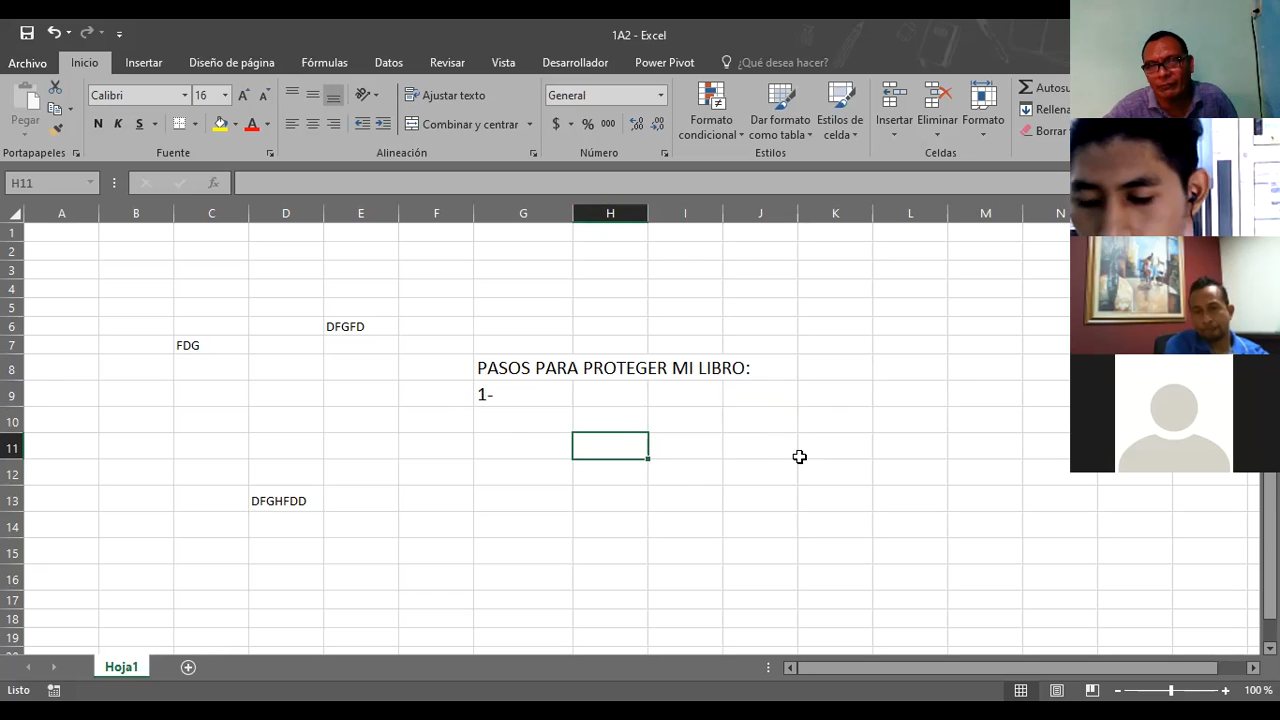 1A2 - Excel
Archivo Inicio Insertar Diseño de página Fórmulas Datos Revisar Vista Desarrollador Power Pivot ¿Qué desea hacer?
Pegar
Calibri 16
N K S
Ajustar texto
Combinar y centrar
General
$ % 000
Formato condicional
Dar formato como tabla
Estilos de celda
Insertar Eliminar Formato
Autosu
Rellena
Borrar
Portapapeles Fuente Alineación Número Estilos Celdas
H11 fx
A B C D E F G H I J K L M N
1
2
3
4
5
6 DFGFD
7 FDG
8 PASOS PARA PROTEGER MI LIBRO:
9 1-
10
11
12
13 DFGHFDD
14
15
16
17
18
19
Hoja1
Listo 100 %